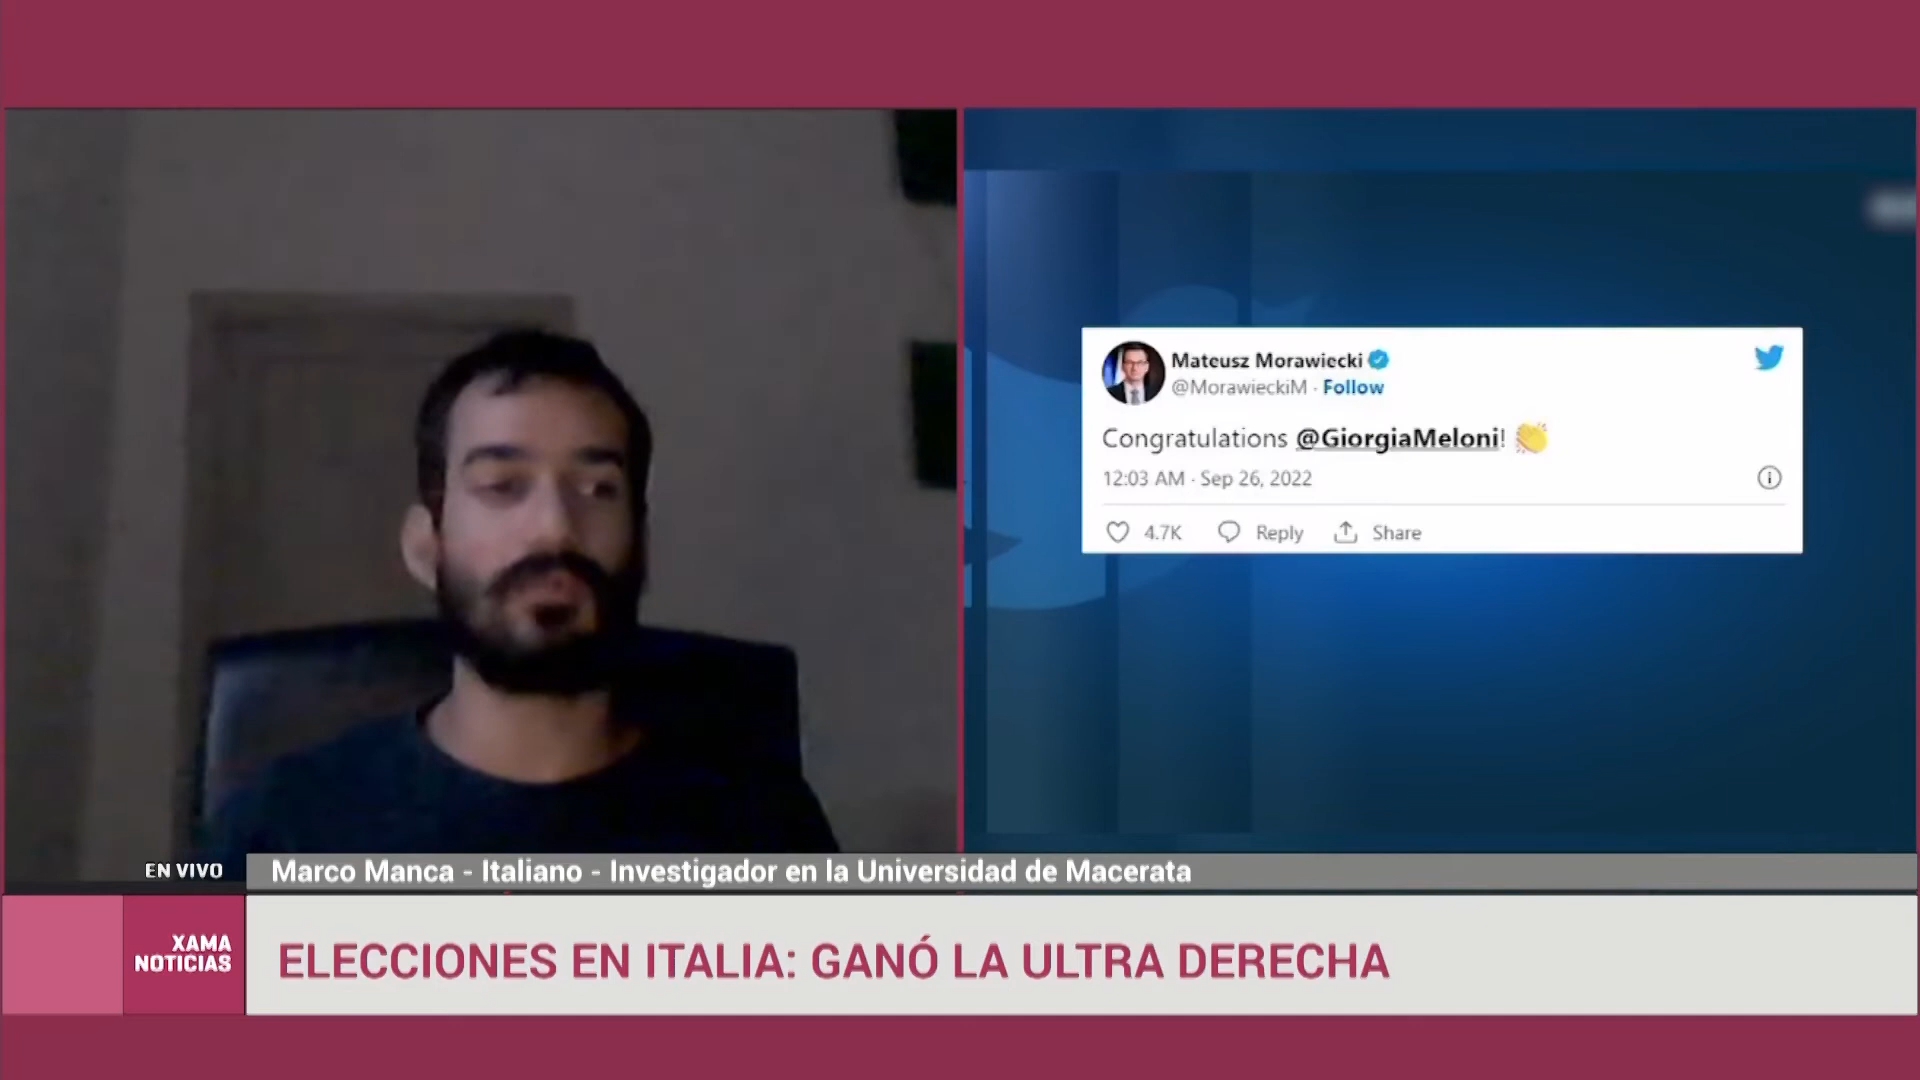 Mateusz Morawiecki
@MorawieckiM · Follow
Congratulations @GiorgiaMeloni! 👏
12:03 AM · Sep 26, 2022
4.7K Reply Share
EN VIVO
Marco Manca - Italiano - Investigador en la Universidad de Macerata
XAMA
NOTICIAS
ELECCIONES EN ITALIA: GANÓ LA ULTRA DERECHA